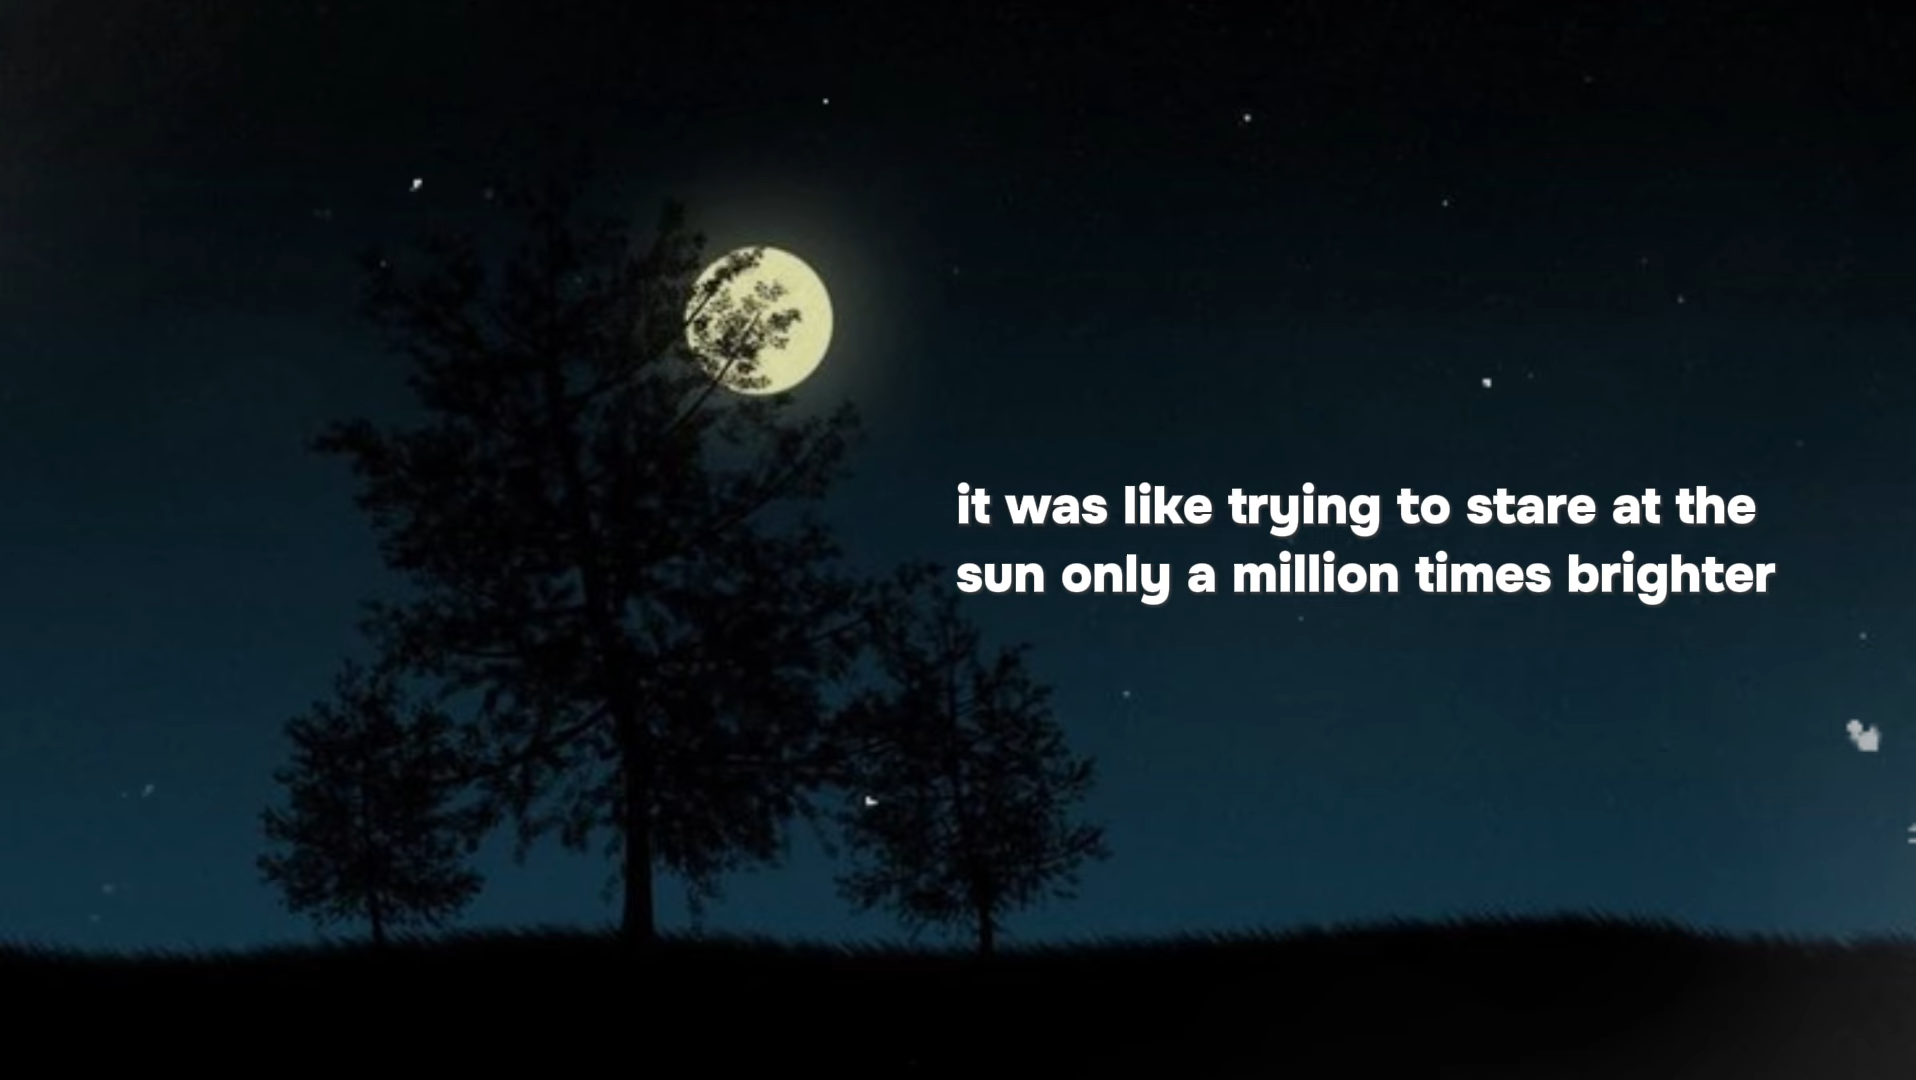 it was like trying to stare at the
sun only a million times brighter